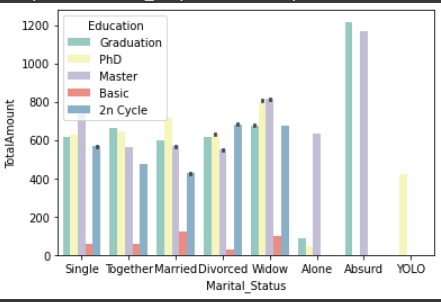 1200
1000
800
600
400
200
0
TotalAmount
Education
Graduation
PhD
Master
Basic
2n Cycle
Single Together Married Divorced Widow Alone Absurd YOLO
Marital_Status